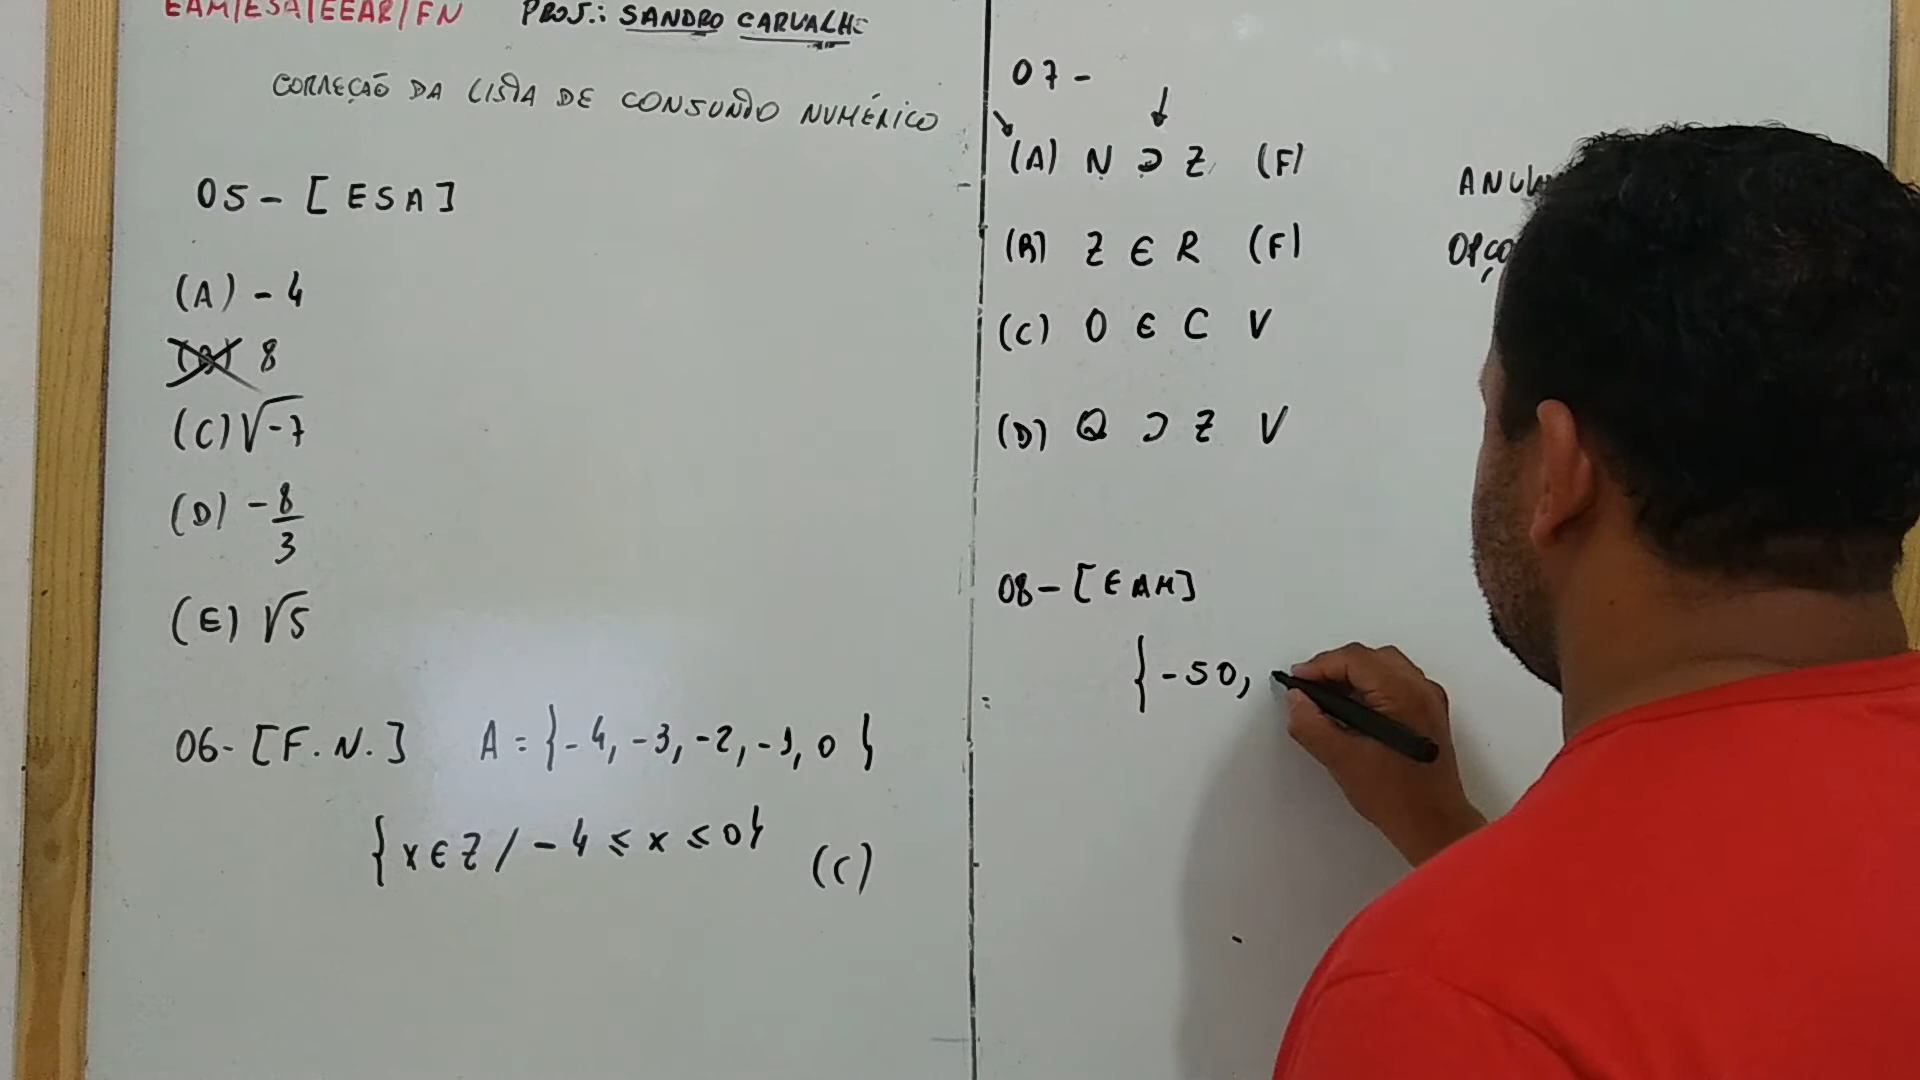 EAM/ESA/EEAR/FN PROF.: SANDRO CARVALH
CORREÇÃO DA LISTA DE CONJUNTO NUMÉRICO
05 - [ESA]
(A) - 4
(B) 8
(C) √-7
(D) - 8/3
(E) √5
06- [F.N.] A = {-4, -3, -2, -1, 0}
{x ∈ Z / - 4 ≤ x ≤ 0} (C)
07 -
(A) N ⊃ Z (F)
(B) Z ∈ R (F)
(C) 0 ∈ C V
(D) Q ⊃ Z V
08 - [EAM]
{-50,